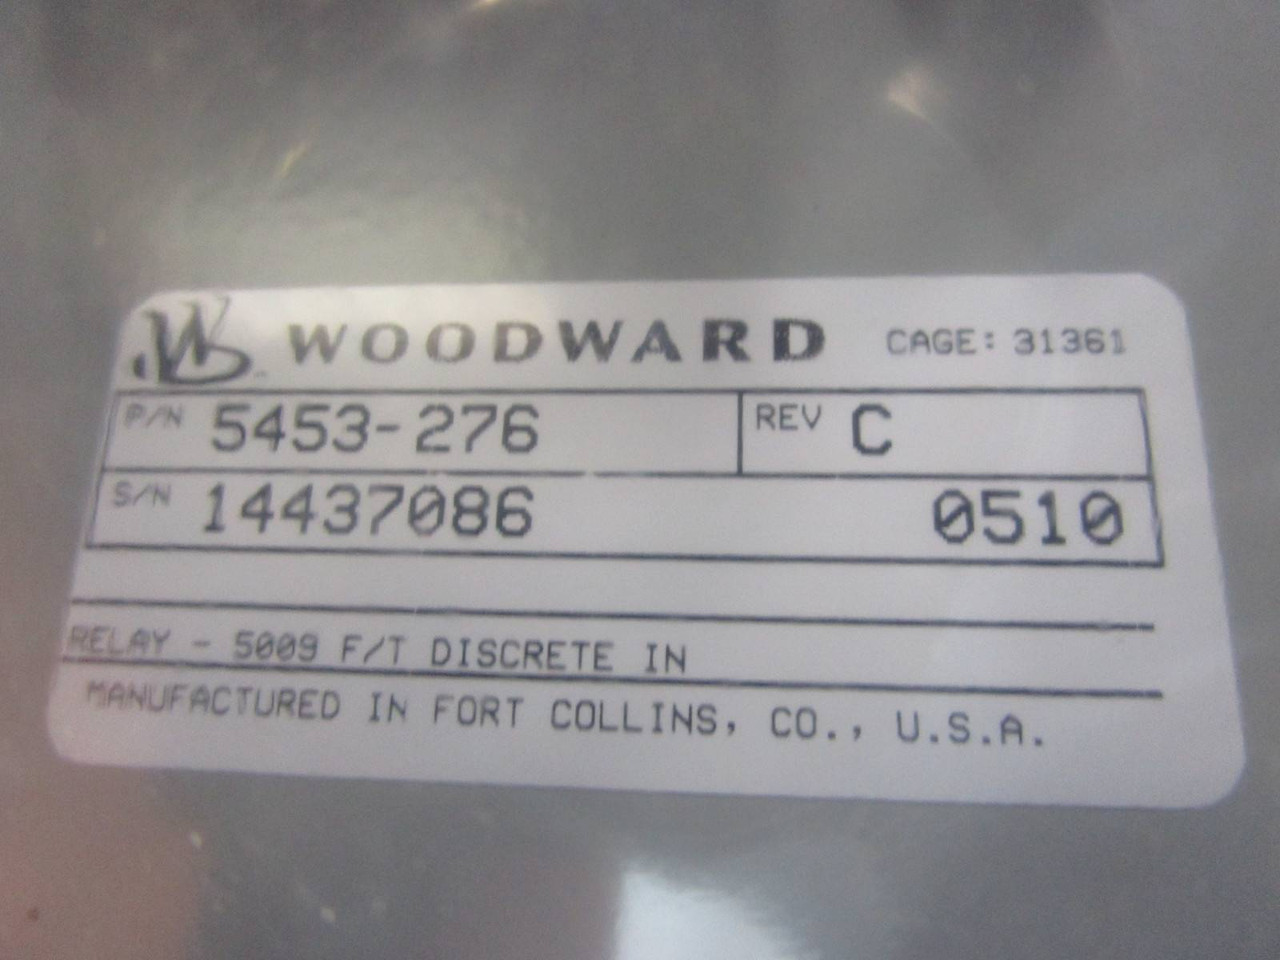 WOODWARD CAGE: 31361
P/N 5453-276 REV C
S/N 14437086 0510
RELAY - 5009 F/T DISCRETE IN
MANUFACTURED IN FORT COLLINS, CO., U.S.A.